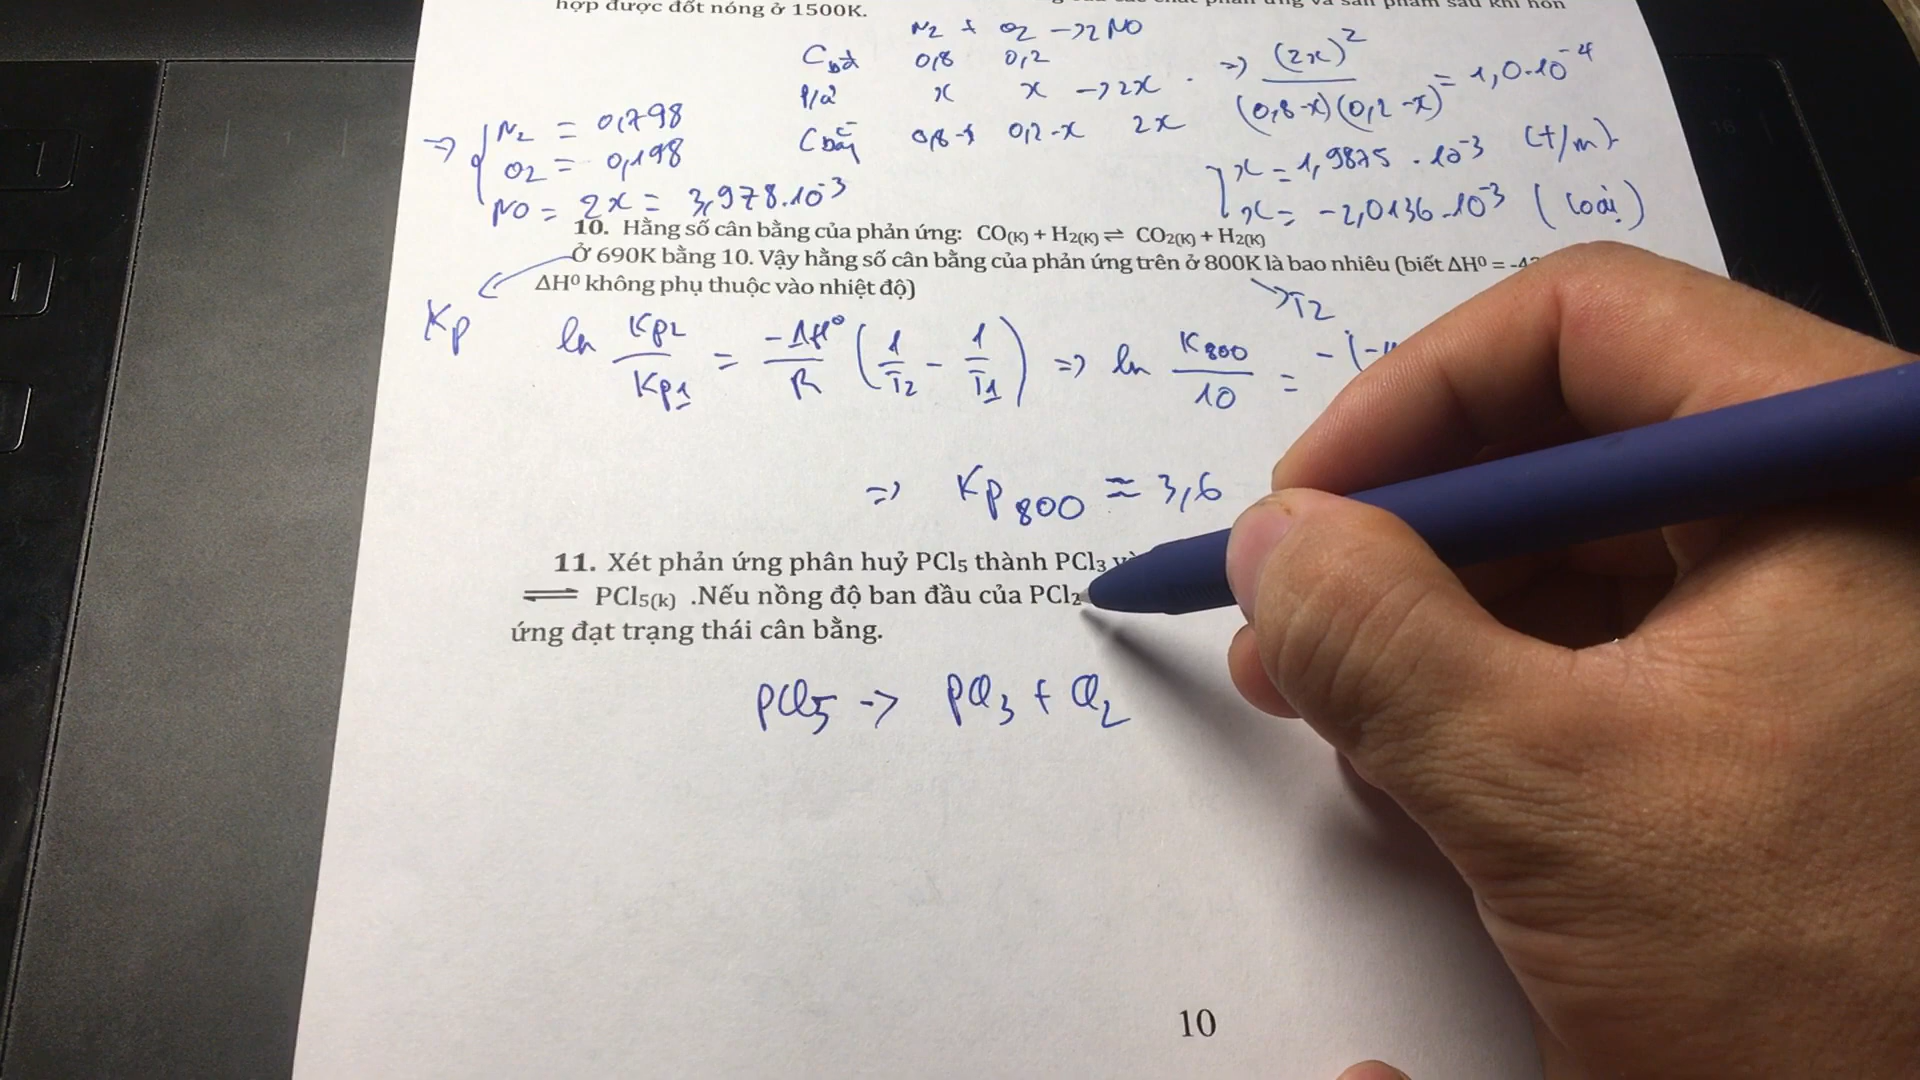 hợp được đốt nóng ở 1500K.
N2 + O2 -> 2NO
Cbđ 0,8 0,2
P/ứ x x -> 2x
Cbằng 0,8-x 0,2-x 2x
=> (2x)^2 / (0,8-x)(0,2-x) = 1,0.10^-4
x = 1,9875 . 10^-3 (t/m).
x = -2,0136.10^-3 (loại)
=> N2 = 0,798
O2 = 0,198
NO = 2x = 3,978.10^-3
10. Hằng số cân bằng của phản ứng: CO(K) + H2(K) ⇌ CO2(K) + H2(K)
Ở 690K bằng 10. Vậy hằng số cân bằng của phản ứng trên ở 800K là bao nhiêu (biết ΔH0 =
ΔH0 không phụ thuộc vào nhiệt độ)
Kp
T2
ln Kp2/Kp1 = -ΔH°/R (1/T2 - 1/T1) => ln K800/10 = -(-
=> Kp800 ≈ 3,6
11. Xét phản ứng phân huỷ PCl5 thành PCl3
⇌ PCl5(k) .Nếu nồng độ ban đầu của PCl2
ứng đạt trạng thái cân bằng.
PCl5 -> PCl3 + Cl2
10